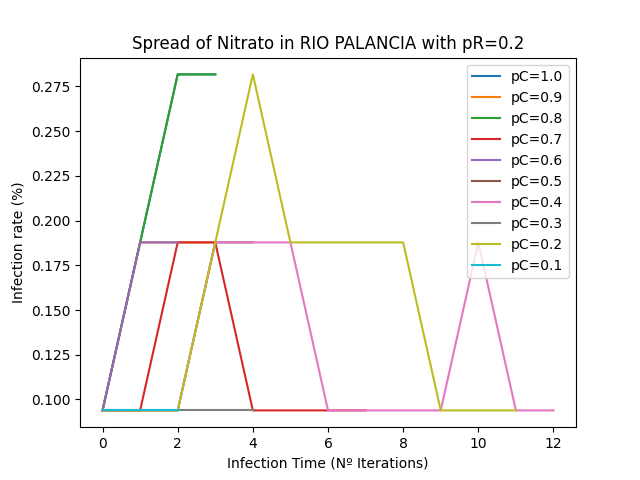 Spread of Nitrato in RIO PALANCIA with pR=0.2
Infection rate (%)
0.275
0.250
0.225
0.200
0.175
0.150
0.125
0.100
pC=1.0
pC=0.9
pC=0.8
pC=0.7
pC=0.6
pC=0.5
pC=0.4
pC=0.3
pC=0.2
pC=0.1
0 2 4 6 8 10 12
Infection Time (Nº Iterations)